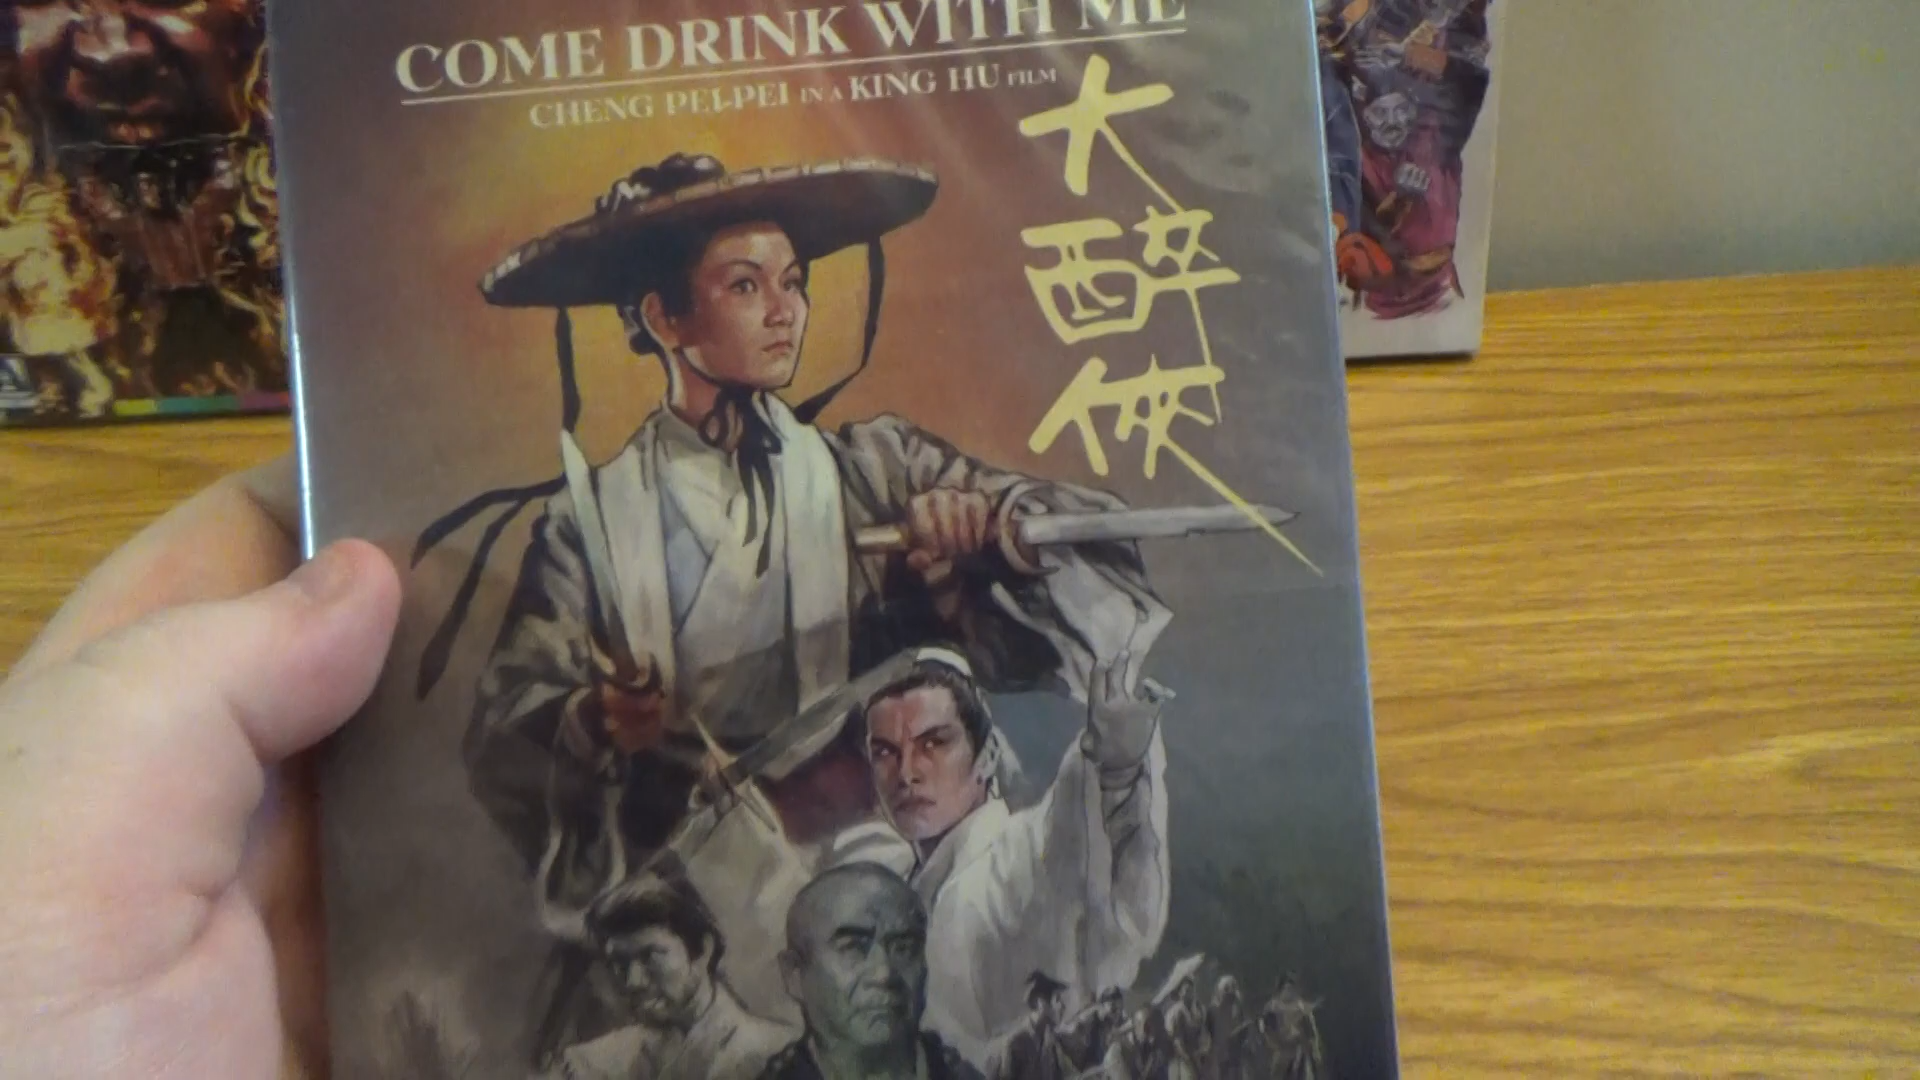 COME DRINK WITH ME
CHENG PEI-PEI IN A KING HU FILM
大醉俠